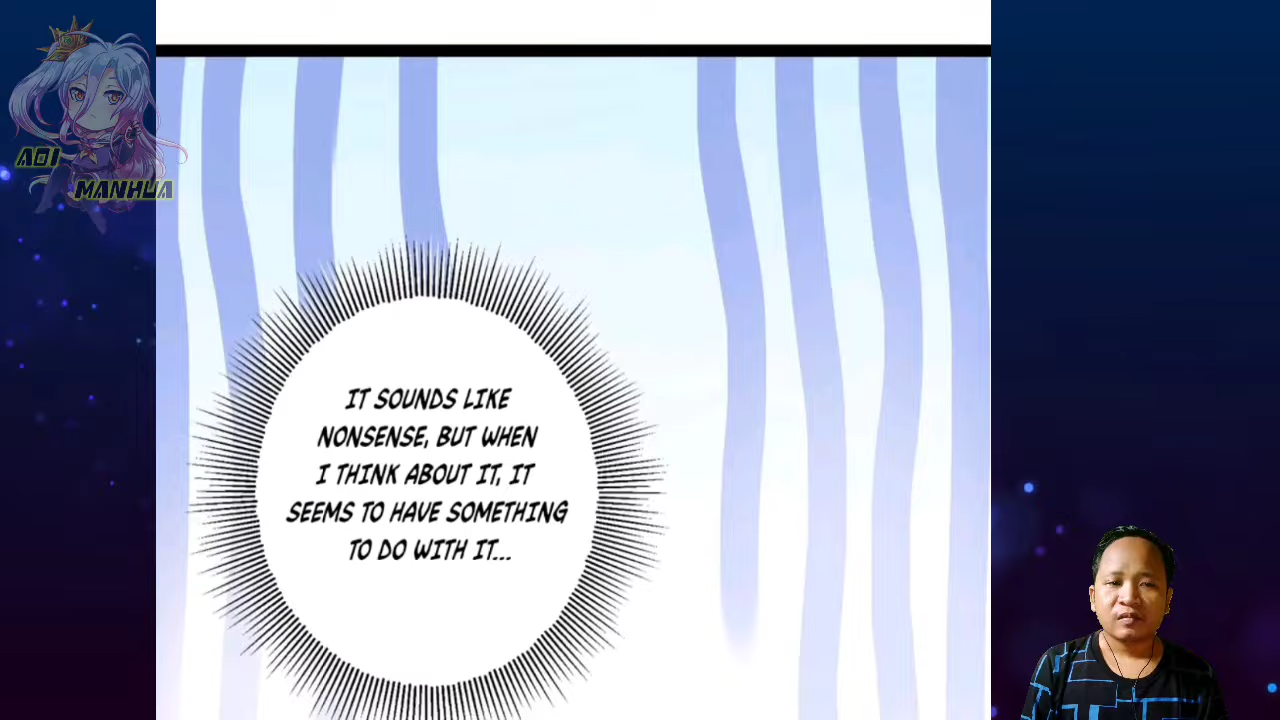 AOI
MANHUA
IT SOUNDS LIKE
NONSENSE, BUT WHEN
I THINK ABOUT IT, IT
SEEMS TO HAVE SOMETHING
TO DO WITH IT...